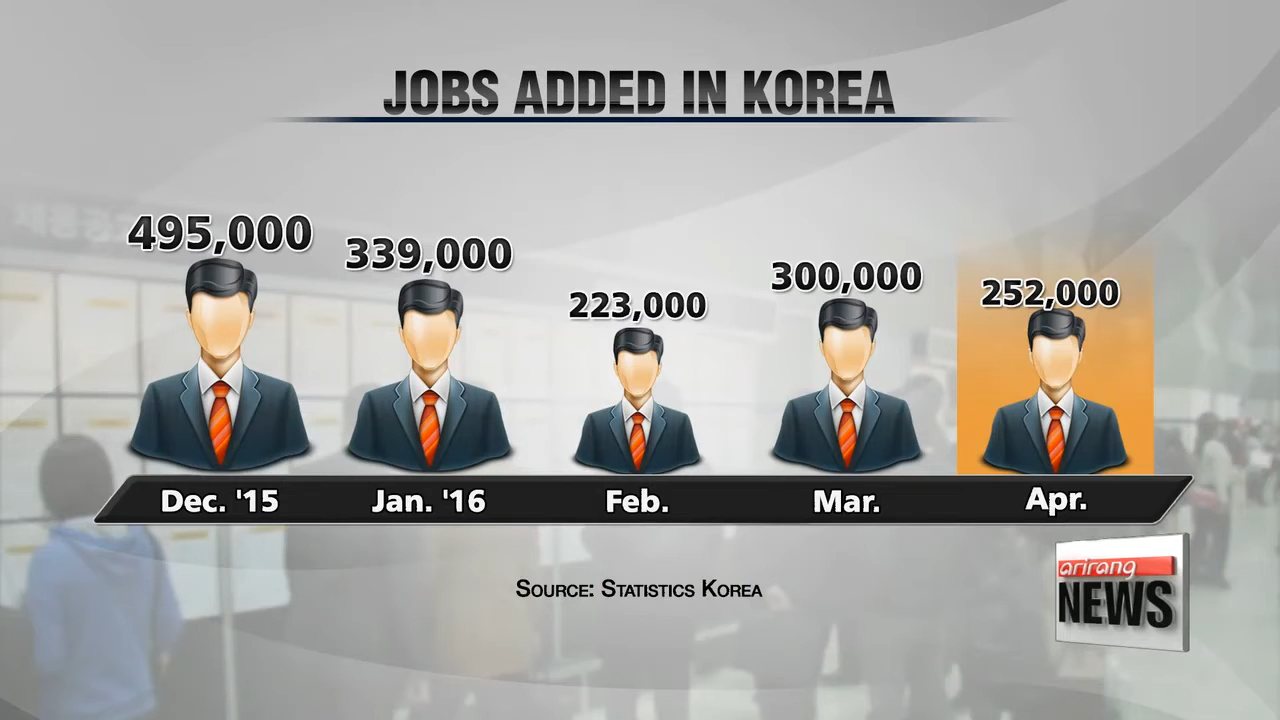 JOBS ADDED IN KOREA
495,000
339,000
223,000
300,000
252,000
Dec. '15
Jan. '16
Feb.
Mar.
Apr.
SOURCE: STATISTICS KOREA
arirang
NEWS